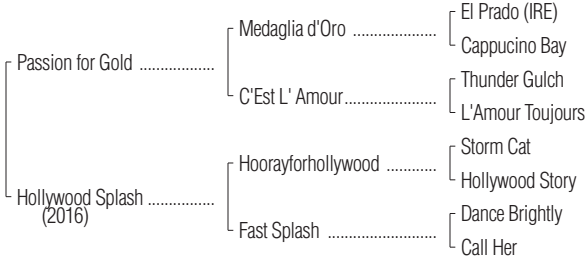 El Prado (IRE)
Medaglia d'Oro ....................
Cappucino Bay
Passion for Gold ..................
Thunder Gulch
C'Est L' Amour......................
L'Amour Toujours
Storm Cat
Hoorayforhollywood ............
Hollywood Story
Hollywood Splash ................
(2016)
Dance Brightly
Fast Splash ..........................
Call Her